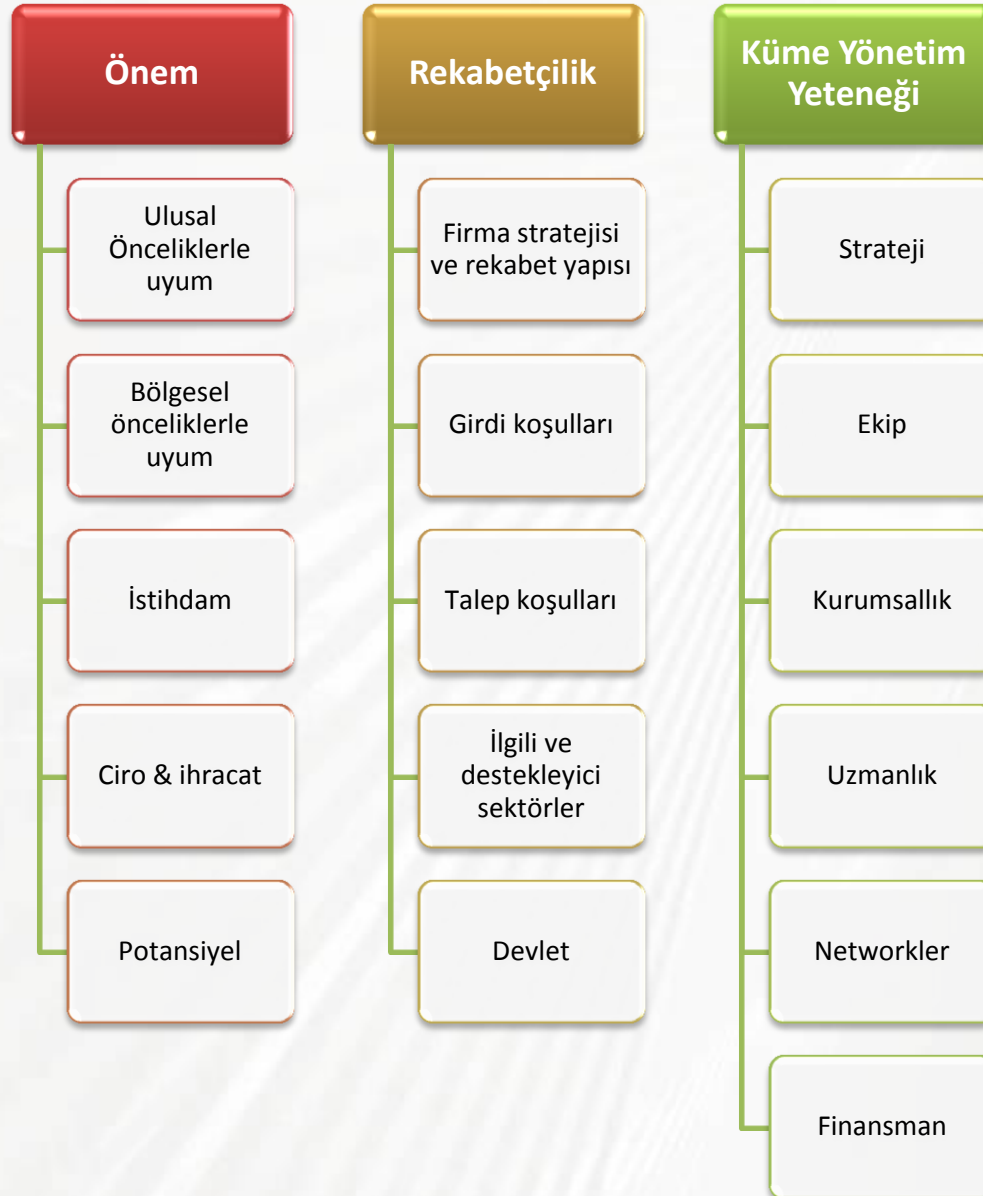 Önem
Ulusal
Önceliklerle
uyum
Bölgesel
önceliklerle
uyum
İstihdam
Ciro & ihracat
Potansiyel
Rekabetçilik
Firma stratejisi
ve rekabet yapısı
Girdi koşulları
Talep koşulları
İlgili ve
destekleyici
sektörler
Devlet
Küme Yönetim
Yeteneği
Strateji
Ekip
Kurumsallık
Uzmanlık
Networkler
Finansman